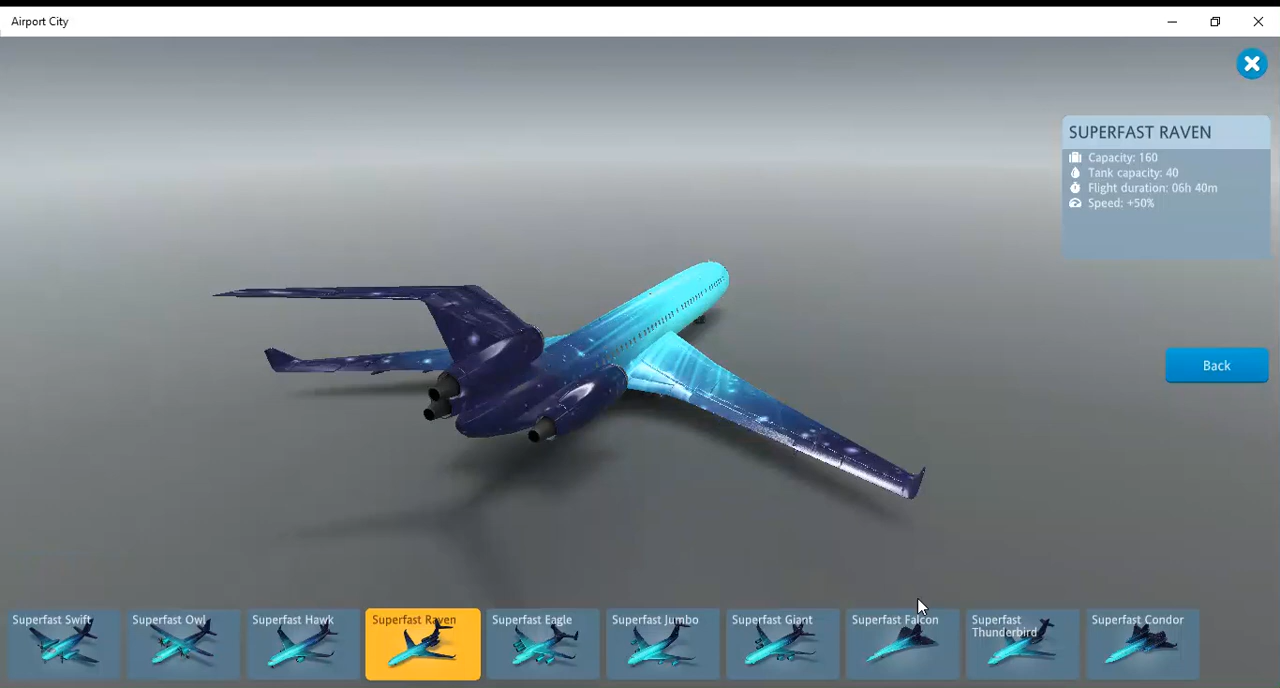 Airport City
SUPERFAST RAVEN
Capacity: 160
Tank capacity: 40
Flight duration: 06h 40m
Speed: +50%
Back
Superfast Swift
Superfast Owl
Superfast Hawk
Superfast Raven
Superfast Eagle
Superfast Jumbo
Superfast Giant
Superfast Falcon
Superfast
Thunderbird
Superfast Condor